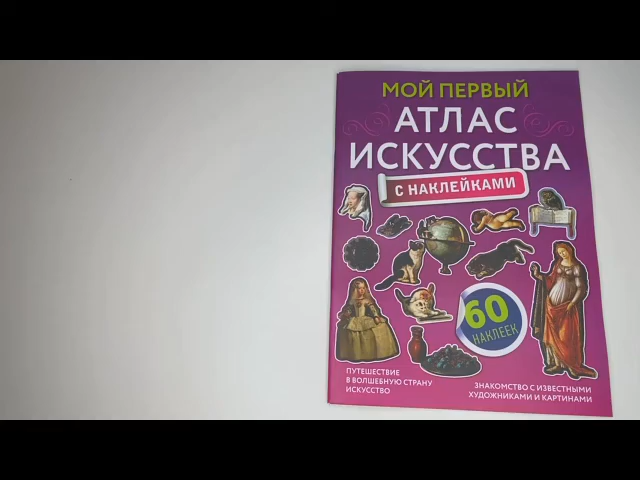 МОЙ ПЕРВЫЙ
АТЛАС
ИСКУССТВА
С НАКЛЕЙКАМИ
60
НАКЛЕЕК
ПУТЕШЕСТВИЕ
В ВОЛШЕБНУЮ СТРАНУ
ИСКУССТВО
ЗНАКОМСТВО С ИЗВЕСТНЫМИ
ХУДОЖНИКАМИ И КАРТИНАМИ